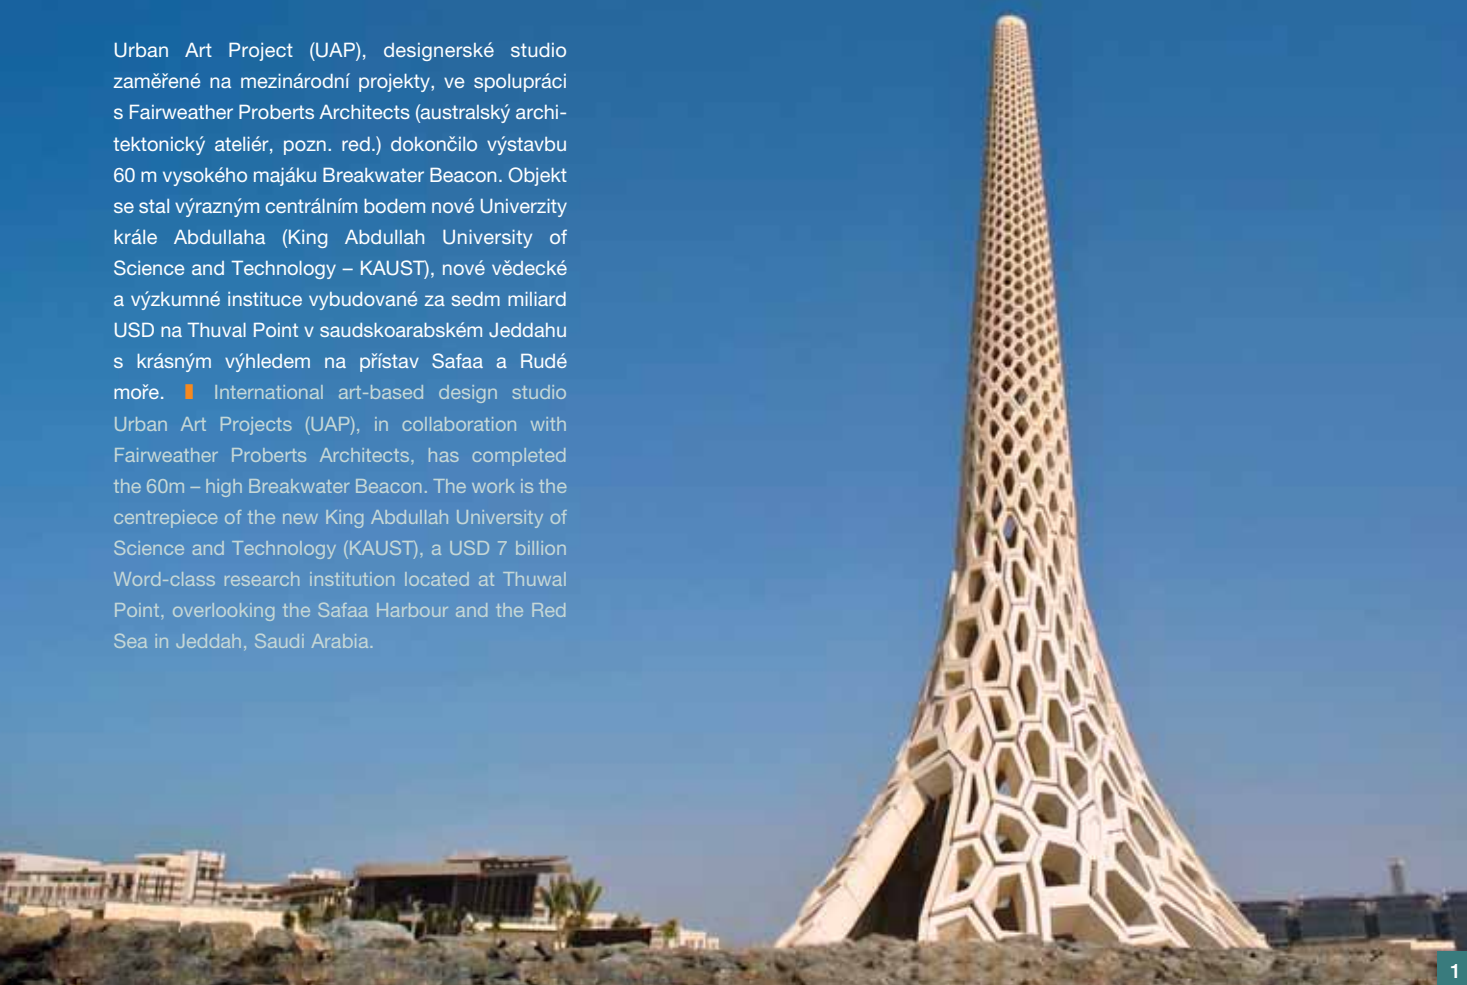 Urban Art Project (UAP), designerské studio
zaměřené na mezinárodní projekty, ve spolupráci
s Fairweather Proberts Architects (australský archi-
tektonický ateliér, pozn. red.) dokončilo výstavbu
60 m vysokého majáku Breakwater Beacon. Objekt
se stal výrazným centrálním bodem nové Univerzity
krále Abdullaha (King Abdullah University of
Science and Technology – KAUST), nové vědecké
a výzkumné instituce vybudované za sedm miliard
USD na Thuval Point v saudskoarabském Jeddahu
s krásným výhledem na přístav Safaa a Rudé
moře. International art-based design studio
Urban Art Projects (UAP), in collaboration with
Fairweather Proberts Architects, has completed
the 60m – high Breakwater Beacon. The work is the
centrepiece of the new King Abdullah University of
Science and Technology (KAUST), a USD 7 billion
Word-class research institution located at Thuwal
Point, overlooking the Safaa Harbour and the Red
Sea in Jeddah, Saudi Arabia.
1